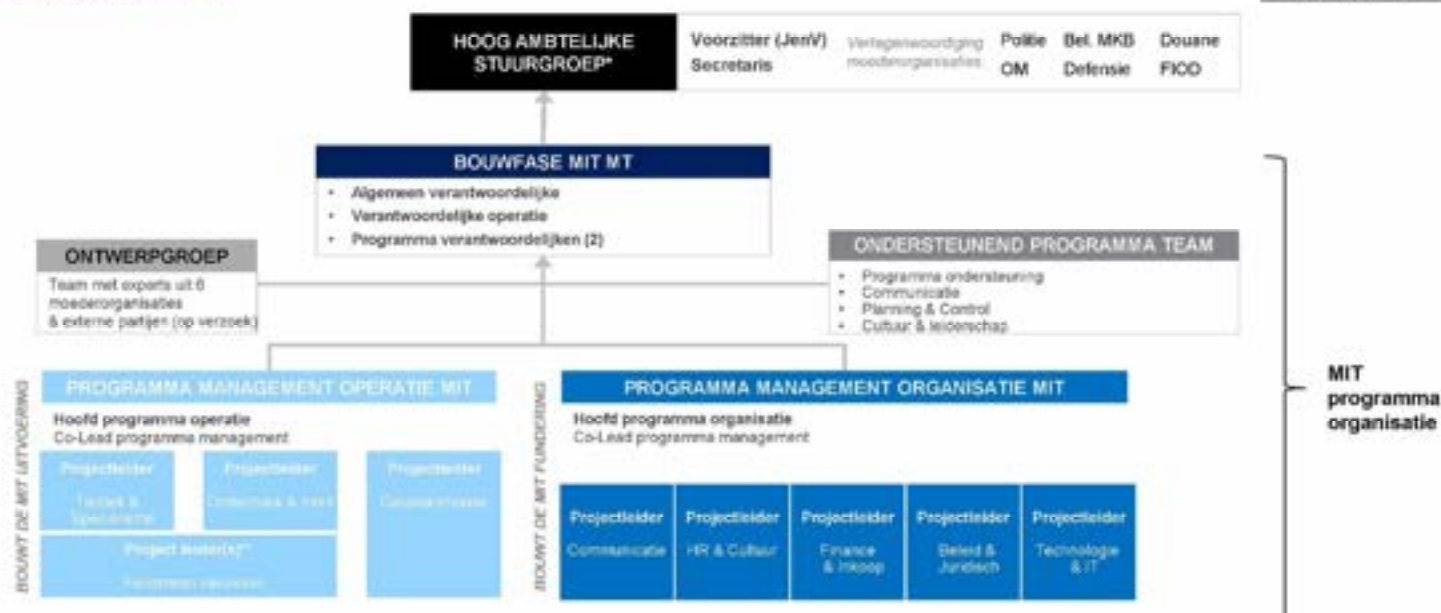 HOOG AMBTELIJKE
STUURGROEP*
Voorzitter (JenV)
Secretaris
Vertegenwoordiging
moederorganisaties
Politie Bel. MKB Douane
OM Defensie FIOD
BOUWFASE MIT MT
• Algemeen verantwoordelijke
• Verantwoordelijke operatie
• Programma verantwoordelijken (2)
ONTWERPGROEP
Team met experts uit 6
moederorganisaties
& externe partijen (op verzoek)
ONDERSTEUNEND PROGRAMMA TEAM
• Programma ondersteuning
• Communicatie
• Planning & Control
• Cultuur & leiderschap
BOUWT DE MIT UITVOERING
PROGRAMMA MANAGEMENT OPERATIE MIT
Hoofd programma operatie
Co-Lead programma management
Projectleider
Projectleider
Projectleider
BOUWT DE MIT FUNDERING
PROGRAMMA MANAGEMENT ORGANISATIE MIT
Hoofd programma organisatie
Co-Lead programma management
Projectleider
Communicatie
Projectleider
HR & Cultuur
Projectleider
Finance
& Inkoop
Projectleider
Beleid &
Juridisch
Projectleider
Technologie
& IT
MIT
programma
organisatie